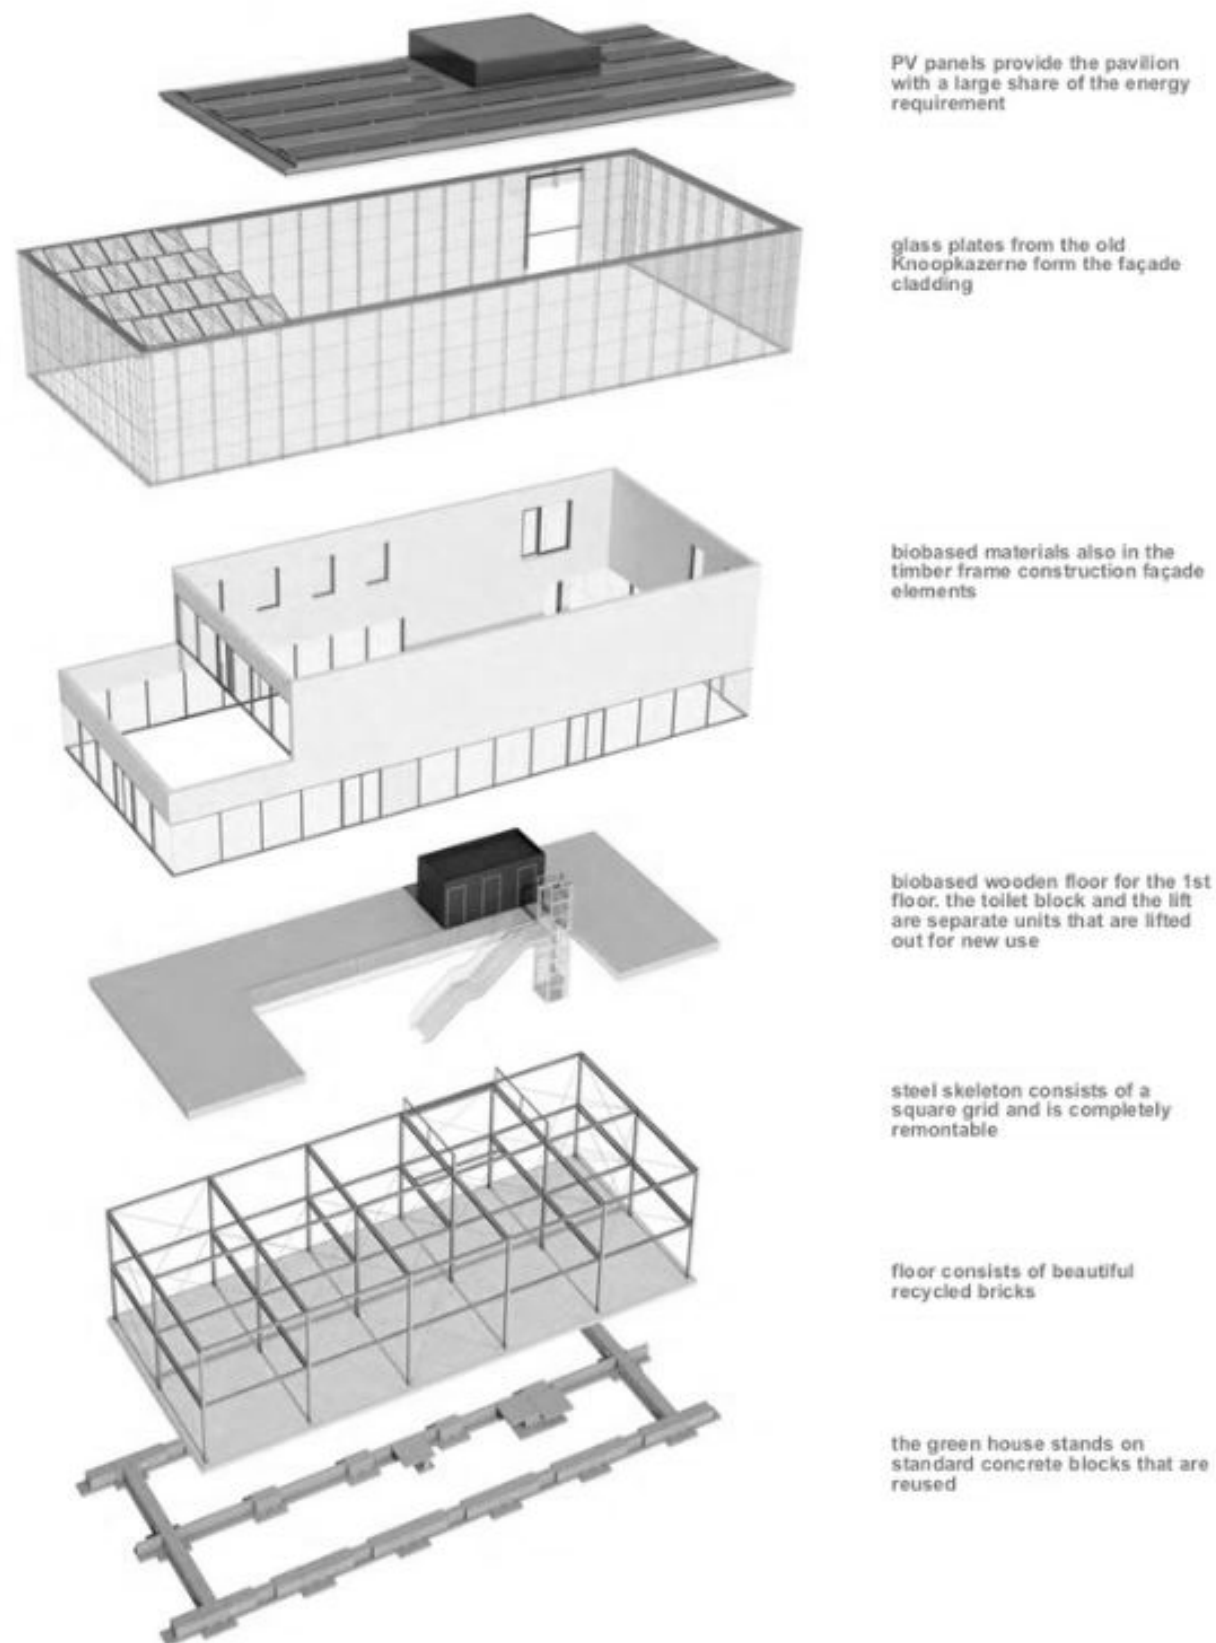 PV panels provide the pavilion
with a large share of the energy
requirement
glass plates from the old
Knoopkazerne form the façade
cladding
biobased materials also in the
timber frame construction façade
elements
biobased wooden floor for the 1st
floor. the toilet block and the lift
are separate units that are lifted
out for new use
steel skeleton consists of a
square grid and is completely
remontable
floor consists of beautiful
recycled bricks
the green house stands on
standard concrete blocks that are
reused